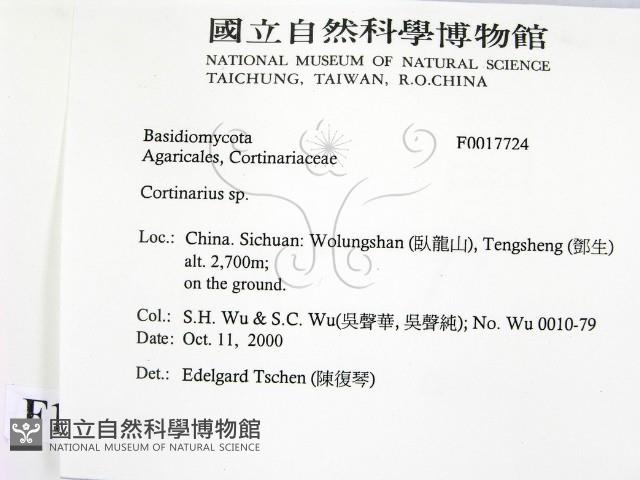 國立自然科學博物館
NATIONAL MUSEUM OF NATURAL SCIENCE
TAICHUNG, TAIWAN, R.O.CHINA
Basidiomycota F0017724
Agaricales, Cortinariaceae
Cortinarius sp.
Loc.: China. Sichuan: Wolungshan (臥龍山), Tengsheng (鄧生)
alt. 2,700m;
on the ground.
Col.: S.H. Wu & S.C. Wu(吳聲華, 吳聲純); No. Wu 0010-79
Date: Oct. 11, 2000
Det.: Edelgard Tschen (陳復琴)
國立自然科學博物館
NATIONAL MUSEUM OF NATURAL SCIENCE